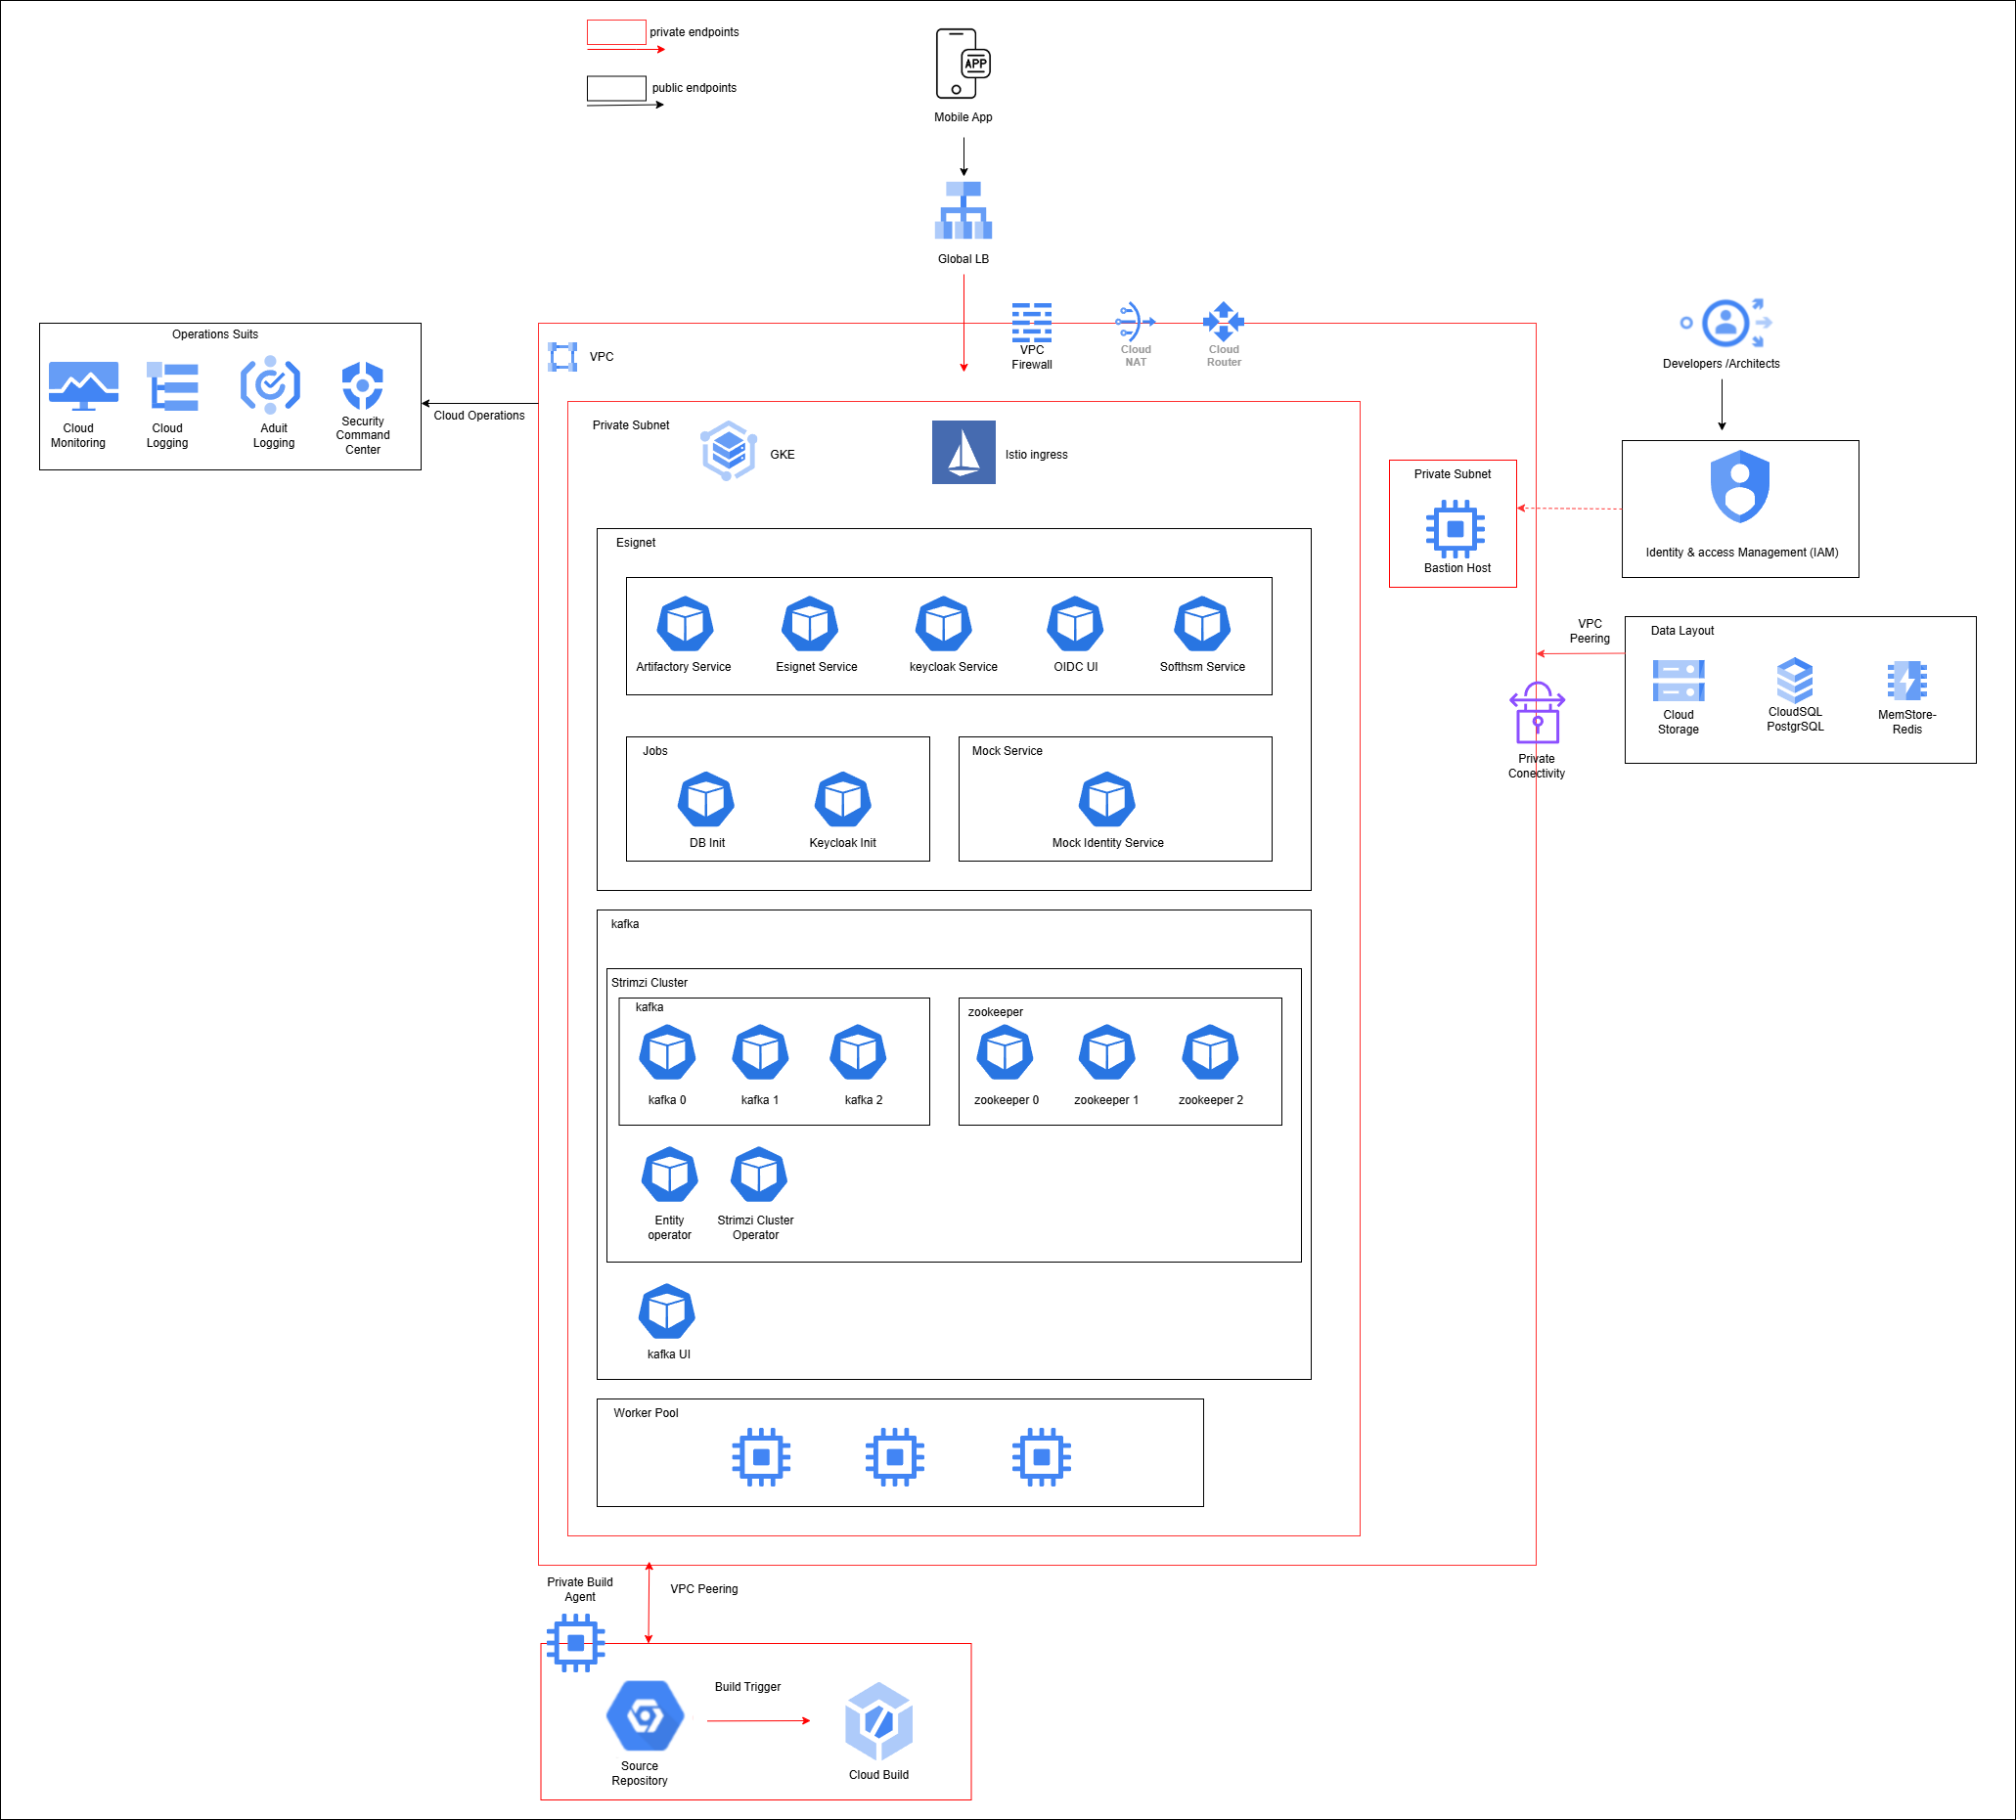 private endpoints
public endpoints
APP
Mobile App
Global LB
Operations Suits
Cloud
Monitoring
Cloud
Logging
Aduit
Logging
Security
Command
Center
Cloud Operations
VPC
VPC
Firewall
Cloud
NAT
Cloud
Router
Developers /Architects
Private Subnet
GKE
Istio ingress
Private Subnet
Bastion Host
Identity & access Management (IAM)
Esignet
Artifactory Service
Esignet Service
keycloak Service
OIDC UI
Softhsm Service
VPC
Peering
Data Layout
Cloud
Storage
CloudSQL
PostgrSQL
MemStore-
Redis
Private
Conectivity
Jobs
DB Init
Keycloak Init
Mock Service
Mock Identity Service
kafka
Strimzi Cluster
kafka
kafka 0
kafka 1
kafka 2
zookeeper
zookeeper 0
zookeeper 1
zookeeper 2
Entity
operator
Strimzi Cluster
Operator
kafka UI
Worker Pool
Private Build
Agent
VPC Peering
Build Trigger
Source
Repository
Cloud Build